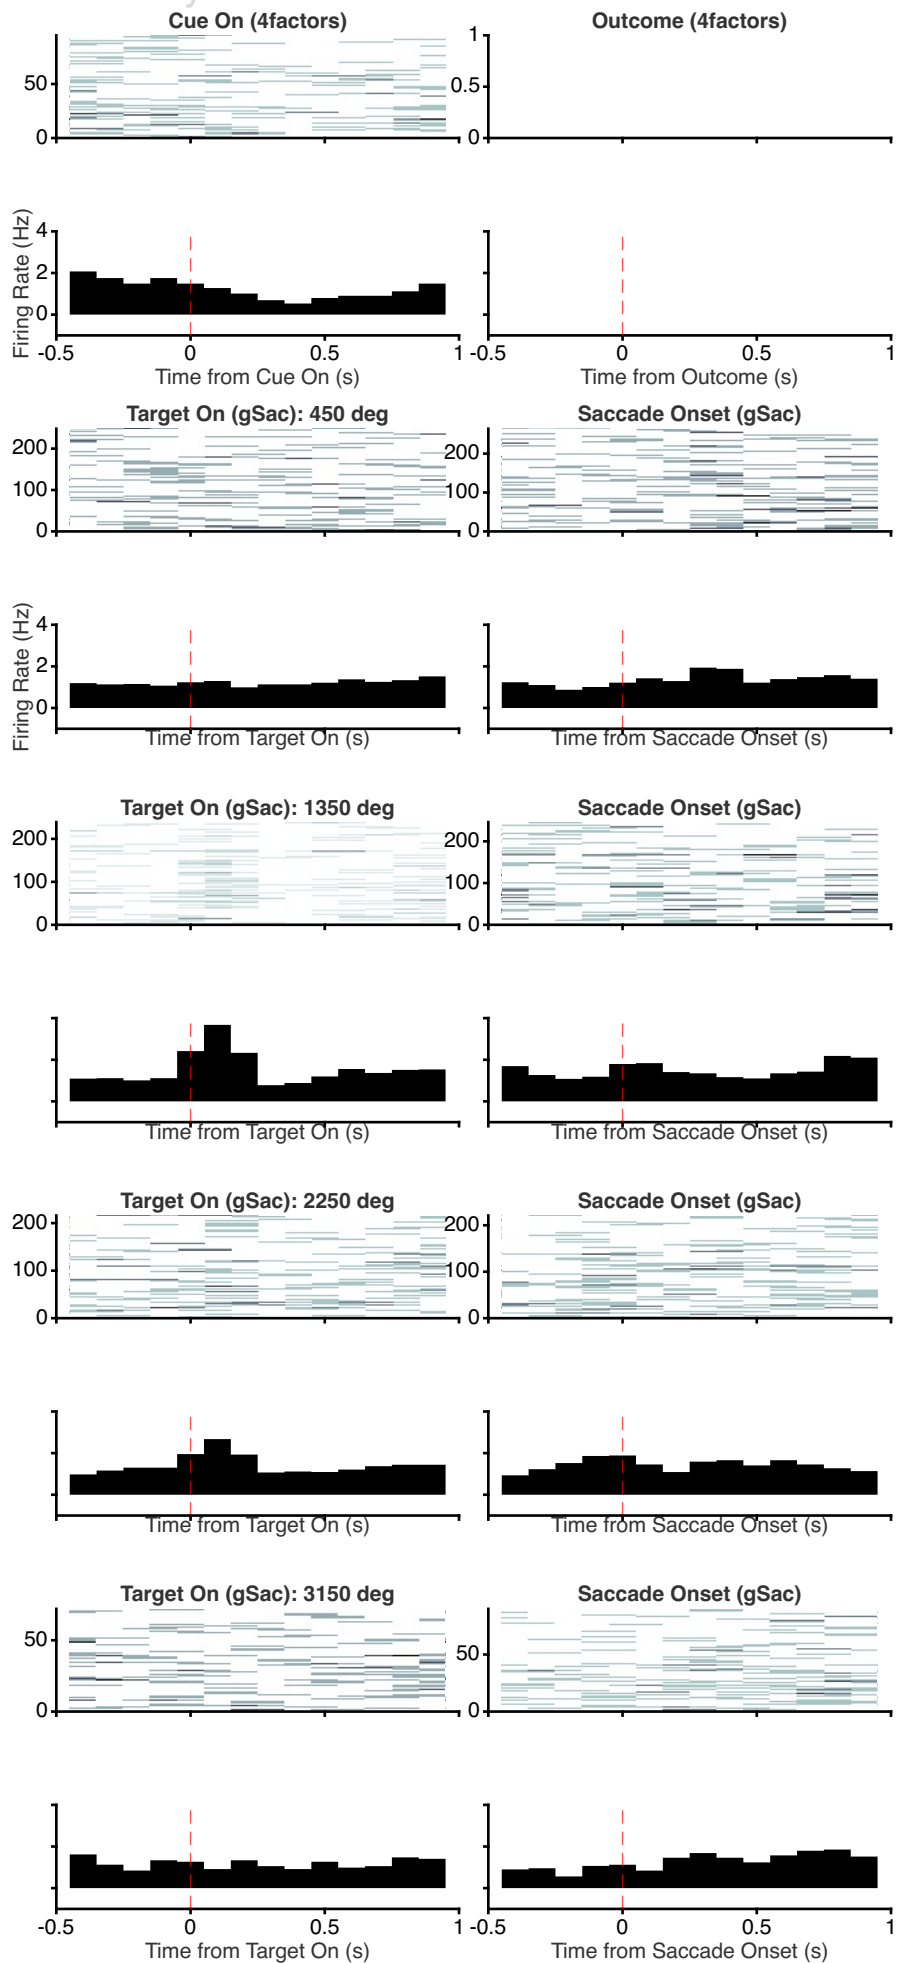 Cue On (4factors) Outcome (4factors)
50
0
1
0.5
0
Firing Rate (Hz)
4
2
0
-0.5 0 0.5 1 -0.5 0 0.5 1
Time from Cue On (s) Time from Outcome (s)
Target On (gSac): 450 deg Saccade Onset (gSac)
200
100
0
200
100
0
Firing Rate (Hz)
4
2
0
Time from Target On (s) Time from Saccade Onset (s)
Target On (gSac): 1350 deg Saccade Onset (gSac)
200
100
0
200
100
0
Time from Target On (s) Time from Saccade Onset (s)
Target On (gSac): 2250 deg Saccade Onset (gSac)
200
100
0
200
100
0
Time from Target On (s) Time from Saccade Onset (s)
Target On (gSac): 3150 deg Saccade Onset (gSac)
50
0
50
0
-0.5 0 0.5 1 -0.5 0 0.5 1
Time from Target On (s) Time from Saccade Onset (s)